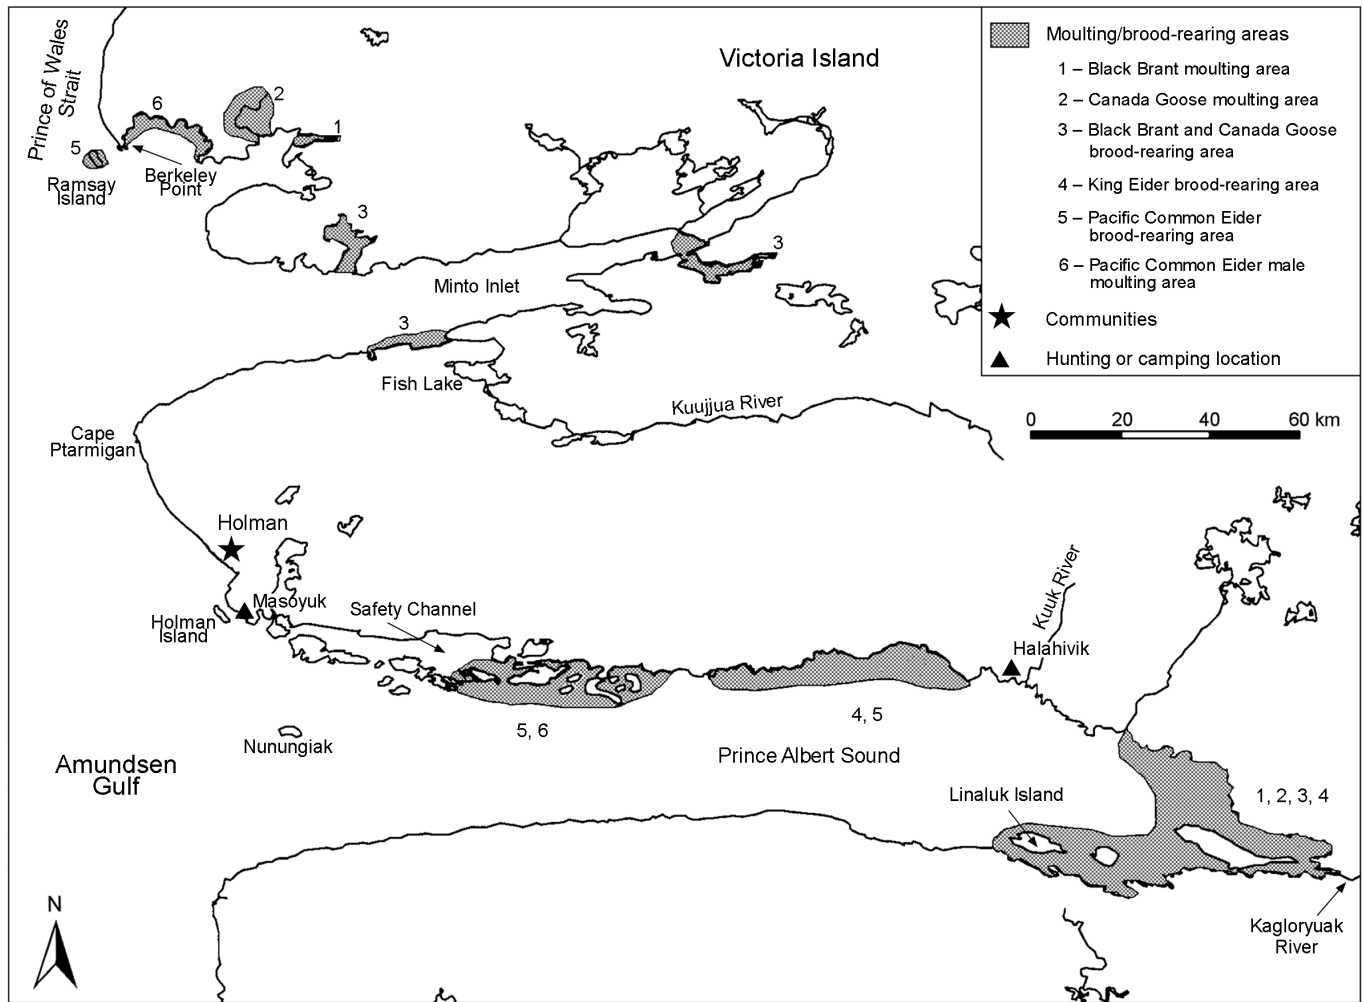 Prince of Wales
Strait
Victoria Island
6
2
1
5
Ramsay
Island
Berkeley
Point
3
3
Minto Inlet
3
Fish Lake
Kuujjua River
Cape
Ptarmigan
Holman
Masoyuk
Holman
Island
Safety Channel
Kuuk River
Halahivik
5, 6
4, 5
Nunungiak
Amundsen
Gulf
Prince Albert Sound
Linaluk Island
1, 2, 3, 4
Kagloryuak
River
N
Moulting/brood-rearing areas
1 – Black Brant moulting area
2 – Canada Goose moulting area
3 – Black Brant and Canada Goose
brood-rearing area
4 – King Eider brood-rearing area
5 – Pacific Common Eider
brood-rearing area
6 – Pacific Common Eider male
moulting area
Communities
Hunting or camping location
0 20 40 60 km